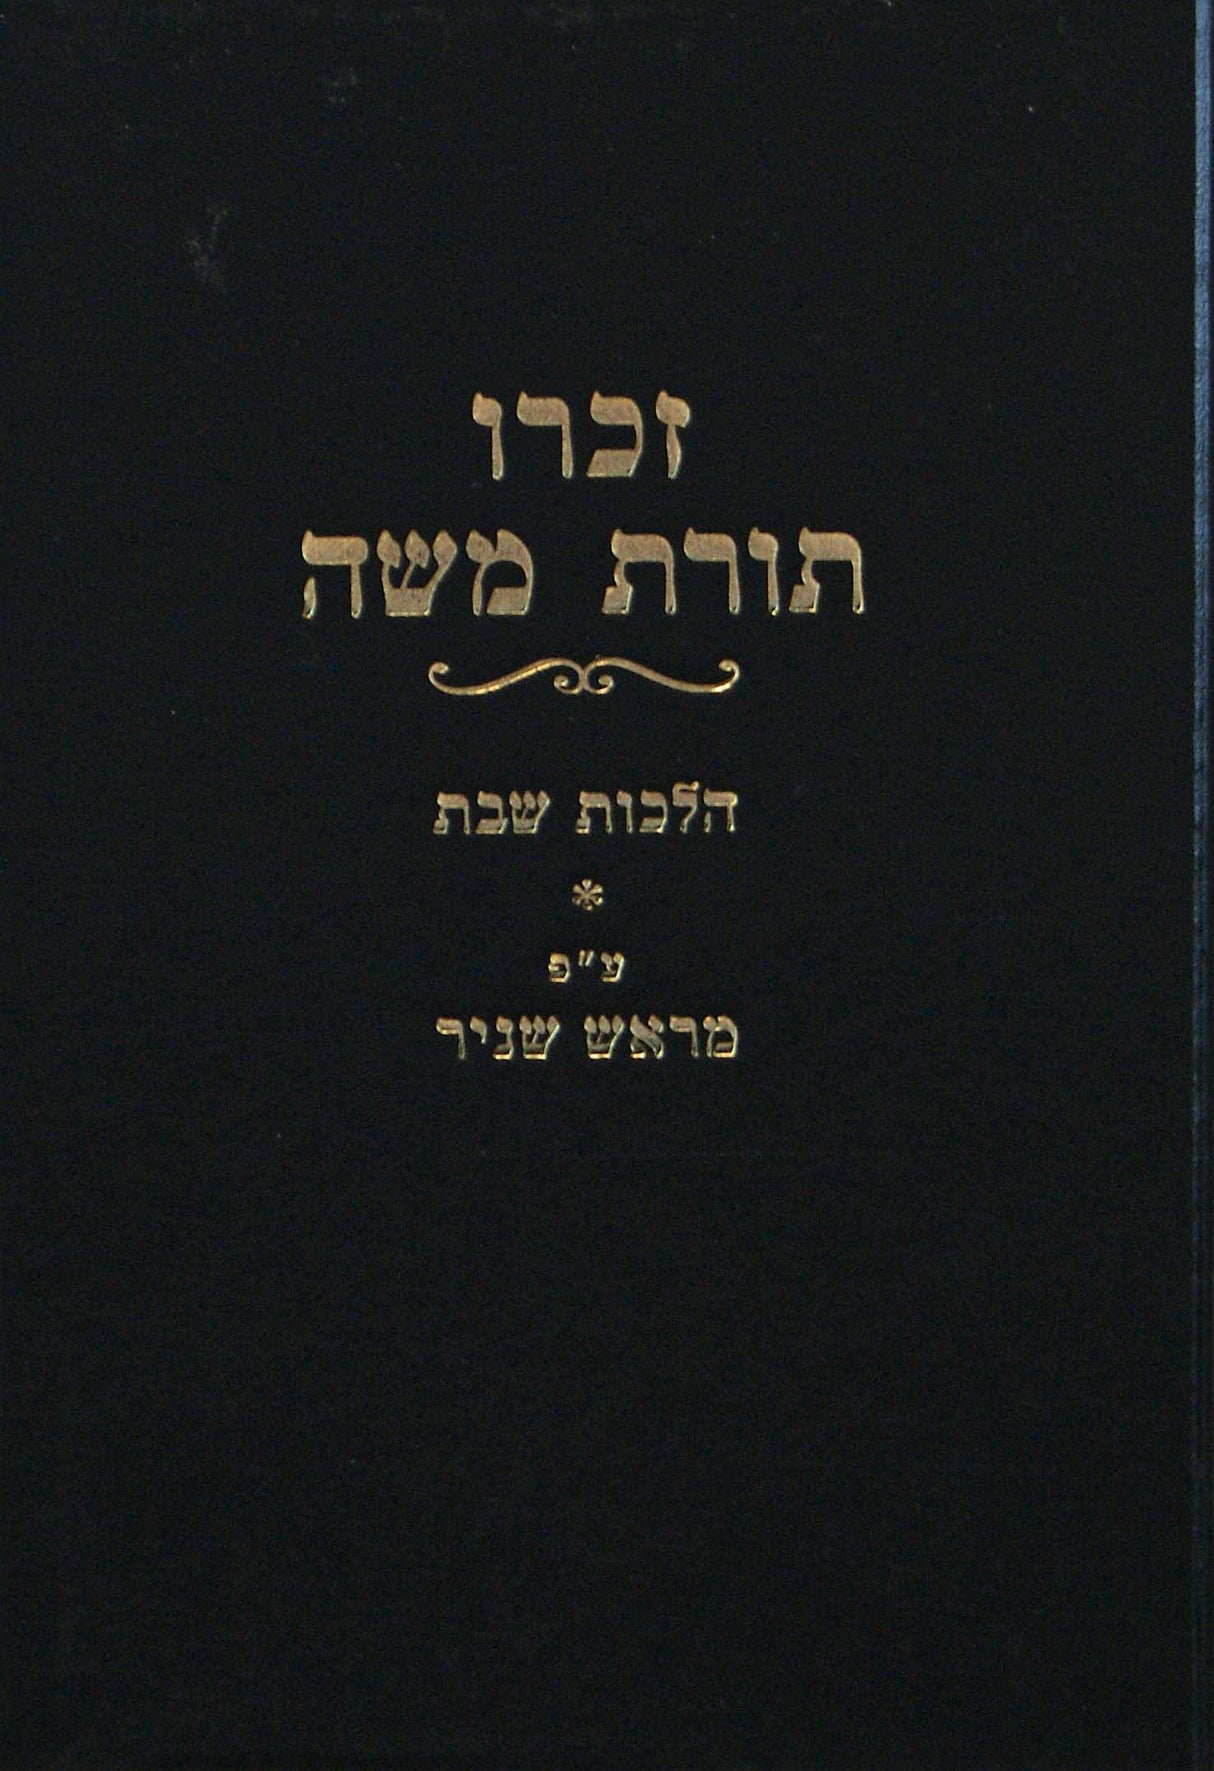 זכרו
תורת משה
הלכות שבת
*
ע"פ
מראש שניר